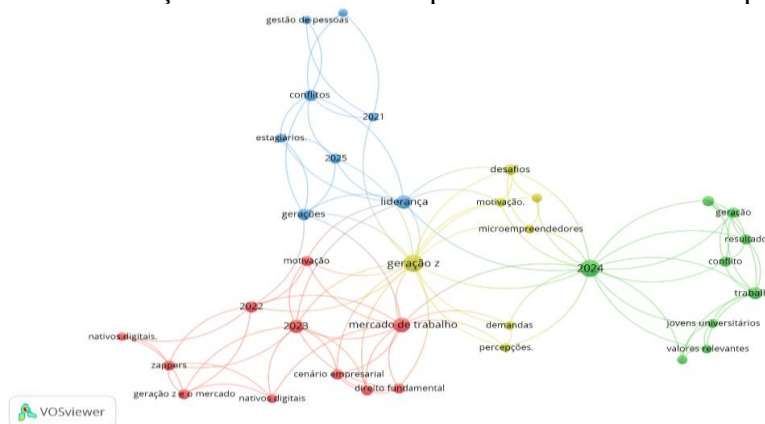 gestão de pessoas
conflitos
2021
estagiários.
2025
desafios
liderança
motivação.
gerações
geração
microempreendedores
resultado
conflito
motivação
geração z
2024
trabal
2022
2023
mercado de trabalho
demandas
jovens universitários
nativos digitais.
percepções.
valores relevantes
zappers
cenário empresarial
direito fundamental
geração z e o mercado
nativos digitais
VOSviewer